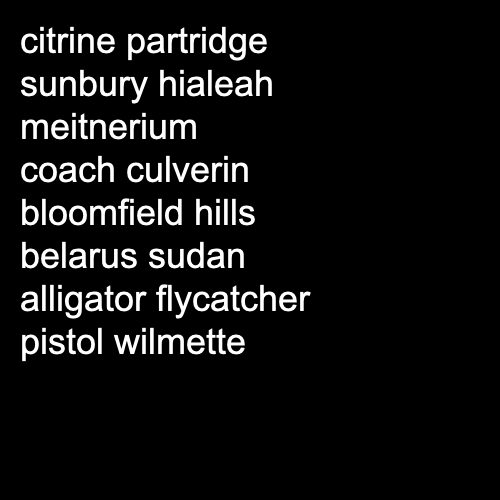 citrine partridge
sunbury hialeah
meitnerium
coach culverin
bloomfield hills
belarus sudan
alligator flycatcher
pistol wilmette